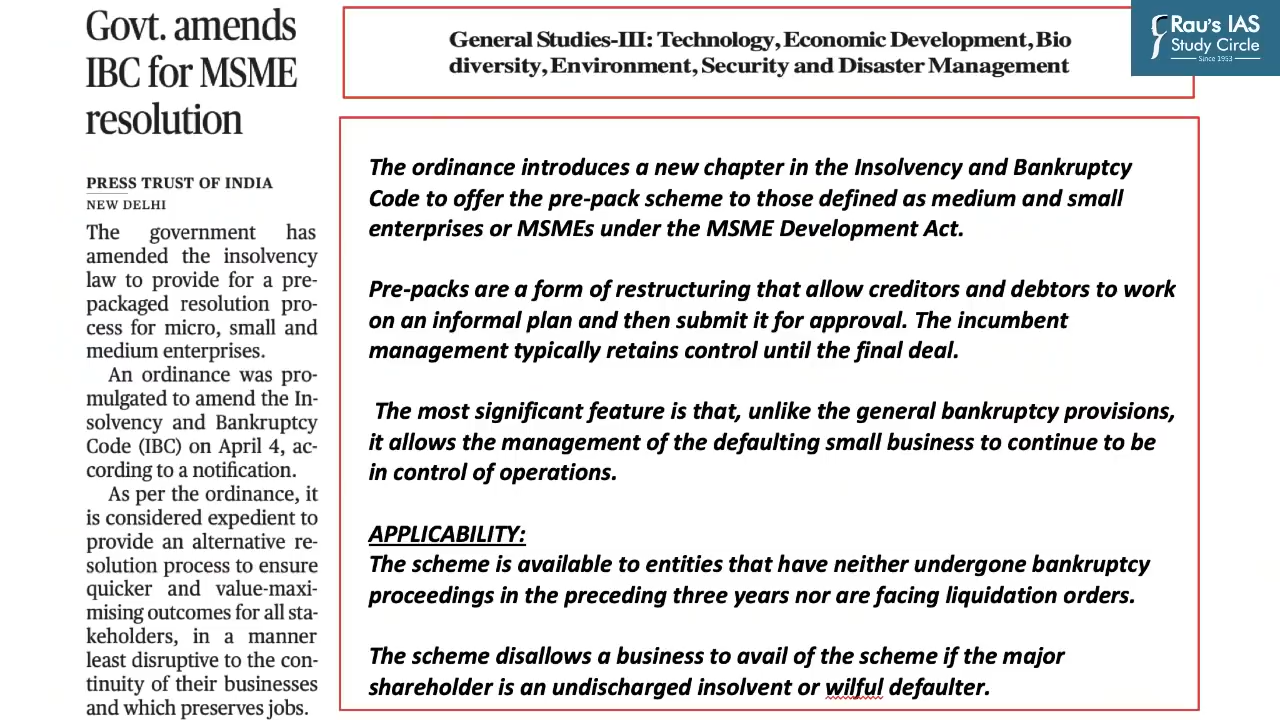 Govt. amends
IBC for MSME
resolution
PRESS TRUST OF INDIA
NEW DELHI
The government has
amended the insolvency
law to provide for a pre-
packaged resolution pro-
cess for micro, small and
medium enterprises.
An ordinance was pro-
mulgated to amend the In-
solvency and Bankruptcy
Code (IBC) on April 4, ac-
cording to a notification.
As per the ordinance, it
is considered expedient to
provide an alternative re-
solution process to ensure
quicker and value-maxi-
mising outcomes for all sta-
keholders, in a manner
least disruptive to the con-
tinuity of their businesses
and which preserves jobs.
General Studies-III: Technology, Economic Development, Bio
diversity, Environment, Security and Disaster Management
Rau's IAS
Study Circle
Since 1953
The ordinance introduces a new chapter in the Insolvency and Bankruptcy
Code to offer the pre-pack scheme to those defined as medium and small
enterprises or MSMEs under the MSME Development Act.
Pre-packs are a form of restructuring that allow creditors and debtors to work
on an informal plan and then submit it for approval. The incumbent
management typically retains control until the final deal.
The most significant feature is that, unlike the general bankruptcy provisions,
it allows the management of the defaulting small business to continue to be
in control of operations.
APPLICABILITY:
The scheme is available to entities that have neither undergone bankruptcy
proceedings in the preceding three years nor are facing liquidation orders.
The scheme disallows a business to avail of the scheme if the major
shareholder is an undischarged insolvent or wilful defaulter.